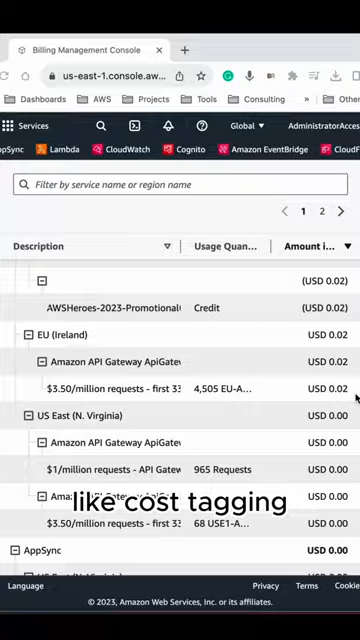 Billing Management Console
us-east-1.console.aw...
Dashboards AWS Projects Tools Consulting » Other
Services Global AdministratorAcces
ppSync Lambda CloudWatch Cognito Amazon EventBridge CloudF
Filter by service name or region name
1 2
Description Usage Quan... Amount i...
(USD 0.02)
AWSHeroes-2023-Promotional Credit (USD 0.02)
EU (Ireland) USD 0.02
Amazon API Gateway ApiGatev USD 0.02
$3.50/million requests - first 33 4,505 EU-A... USD 0.02
US East (N. Virginia) USD 0.00
Amazon API Gateway ApiGatev USD 0.00
$1/million requests - API Gatew 965 Requests USD 0.00
like cost tagging
USD 0.00
$3.50/million requests - first 33 68 USE1-A... USD 0.00
AppSync USD 0.00
Language Privacy Terms Cookie
© 2023, Amazon Web Services, Inc. or its affiliates.